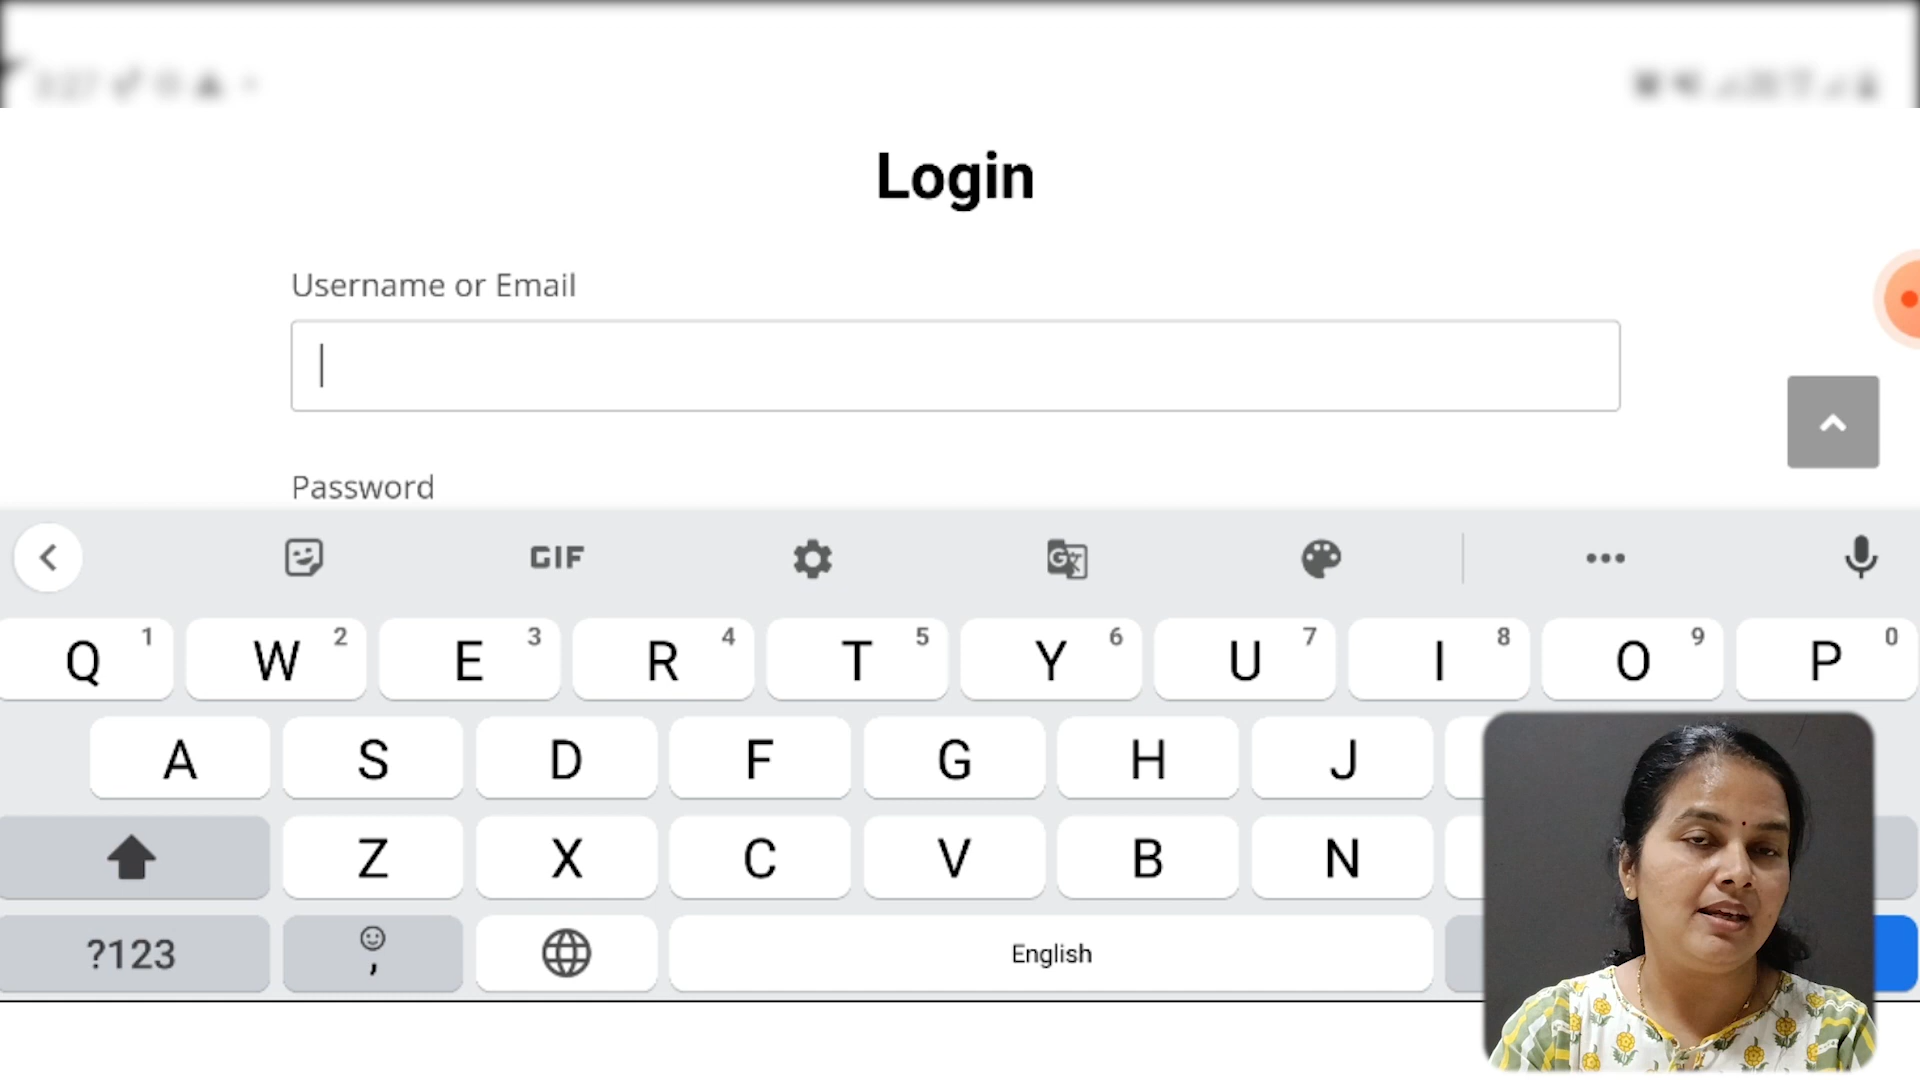 Login
Username or Email
Password
GIF
G
Q 1 W 2 E 3 R 4 T 5 Y 6 U 7 I 8 O 9 P 0
A S D F G H J
Z X C V B N
?123 , English